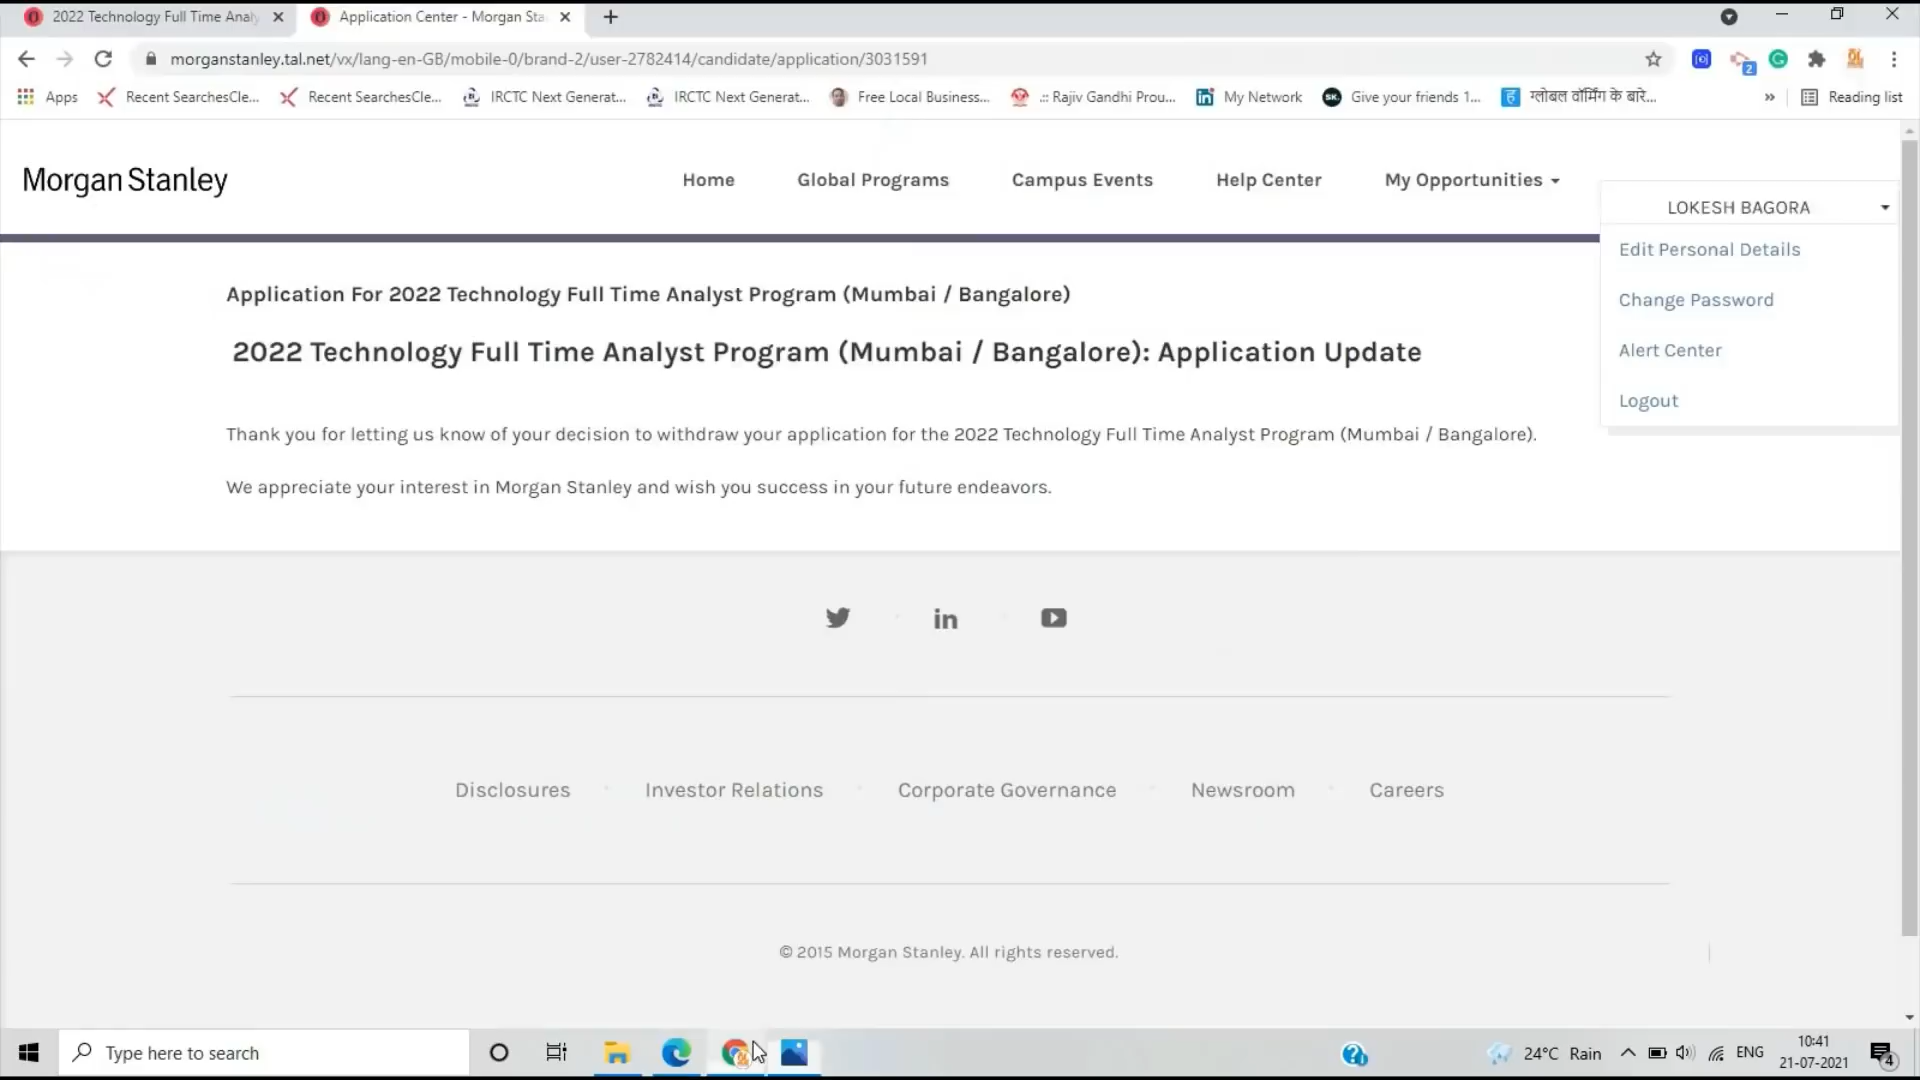 2022 Technology Full Time Analy
Application Center - Morgan Sta
morganstanley.tal.net/vx/lang-en-GB/mobile-0/brand-2/user-2782414/candidate/application/3031591
2
Apps
Recent SearchesCle...
Recent SearchesCle...
IRCTC Next Generat...
IRCTC Next Generat...
Free Local Business...
.:: Rajiv Gandhi Prou...
My Network
SK.
Give your friends 1...
ग्लोबल वॉर्मिंग के बारे...
»
Reading list
Morgan Stanley
Home
Global Programs
Campus Events
Help Center
My Opportunities
LOKESH BAGORA
Edit Personal Details
Change Password
Alert Center
Logout
Application For 2022 Technology Full Time Analyst Program (Mumbai / Bangalore)
2022 Technology Full Time Analyst Program (Mumbai / Bangalore): Application Update
Thank you for letting us know of your decision to withdraw your application for the 2022 Technology Full Time Analyst Program (Mumbai / Bangalore).
We appreciate your interest in Morgan Stanley and wish you success in your future endeavors.
in
Disclosures
Investor Relations
Corporate Governance
Newsroom
Careers
© 2015 Morgan Stanley. All rights reserved.
Type here to search
24°C Rain
ENG
10:41
21-07-2021
4